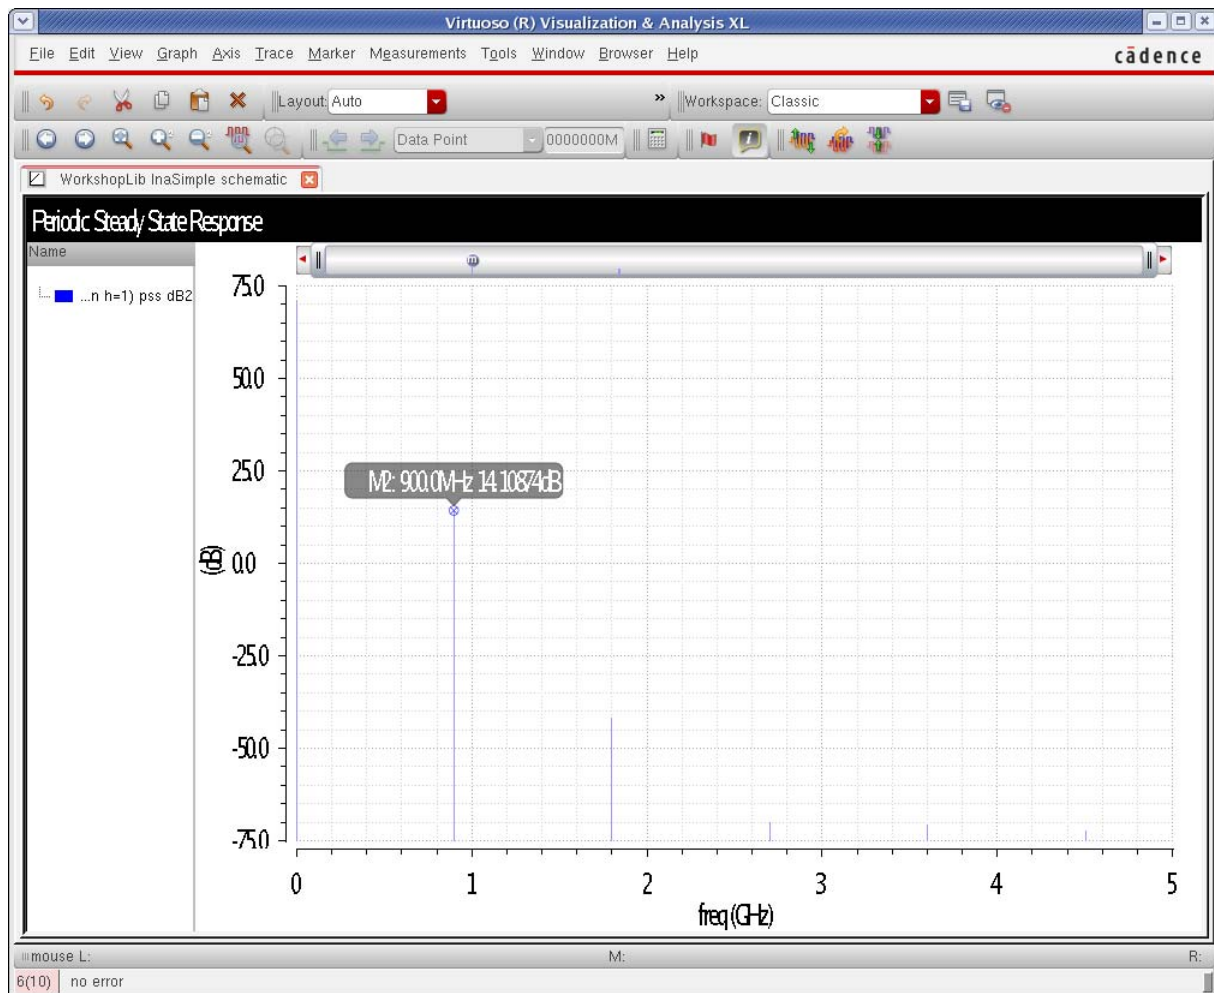 Virtuoso (R) Visualization & Analysis XL
File Edit View Graph Axis Trace Marker Measurements Tools Window Browser Help
cādence
Layout: Auto
» Workspace: Classic
Data Point 0000000M
WorkshopLib lnaSimple schematic
Periodic Steady State Response
Name
...n h=1) pss dB2
m
75.0
50.0
25.0
M2: 900.0MHz 14.10874dB
(dB)
0.0
-25.0
-50.0
-75.0
0 1 2 3 4 5
freq (GHz)
mouse L: M: R:
6(10) no error